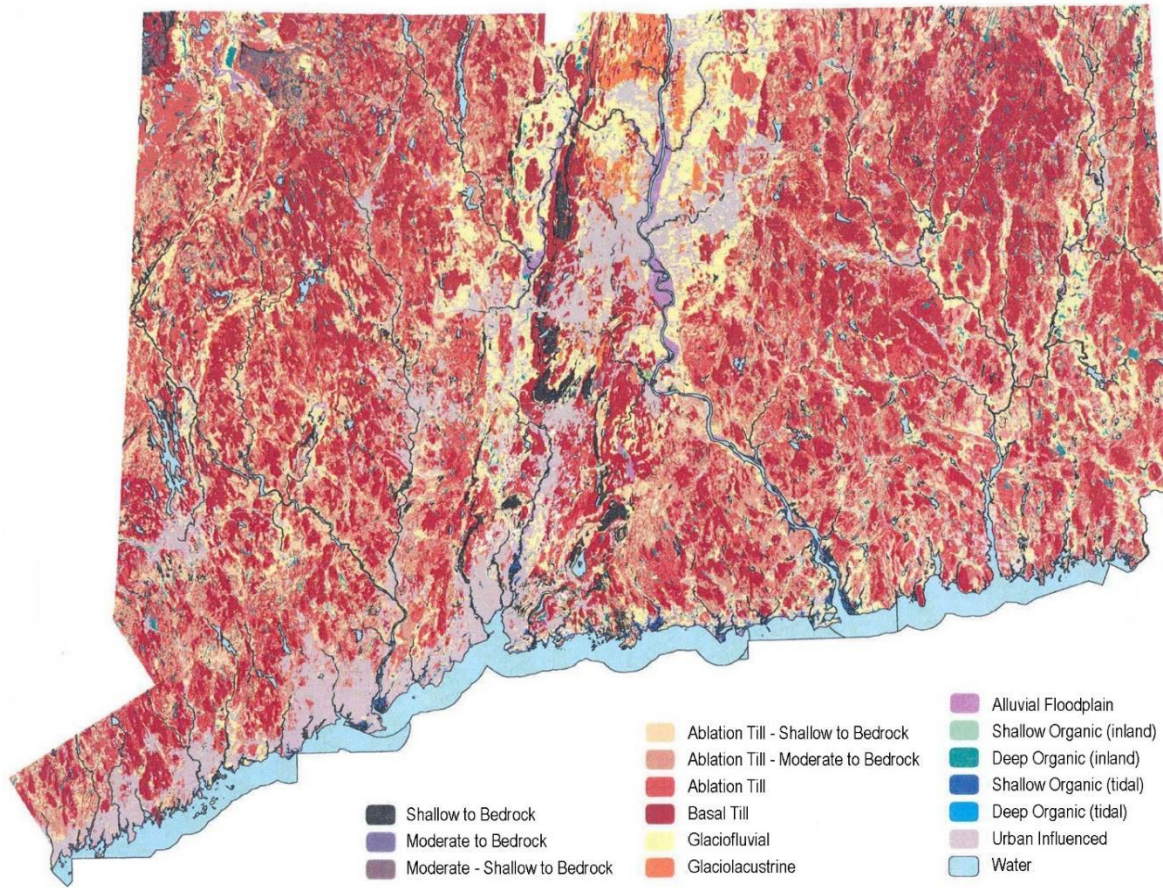 Shallow to Bedrock
Moderate to Bedrock
Moderate - Shallow to Bedrock
Ablation Till - Shallow to Bedrock
Ablation Till - Moderate to Bedrock
Ablation Till
Basal Till
Glaciofluvial
Glaciolacustrine
Alluvial Floodplain
Shallow Organic (inland)
Deep Organic (inland)
Shallow Organic (tidal)
Deep Organic (tidal)
Urban Influenced
Water